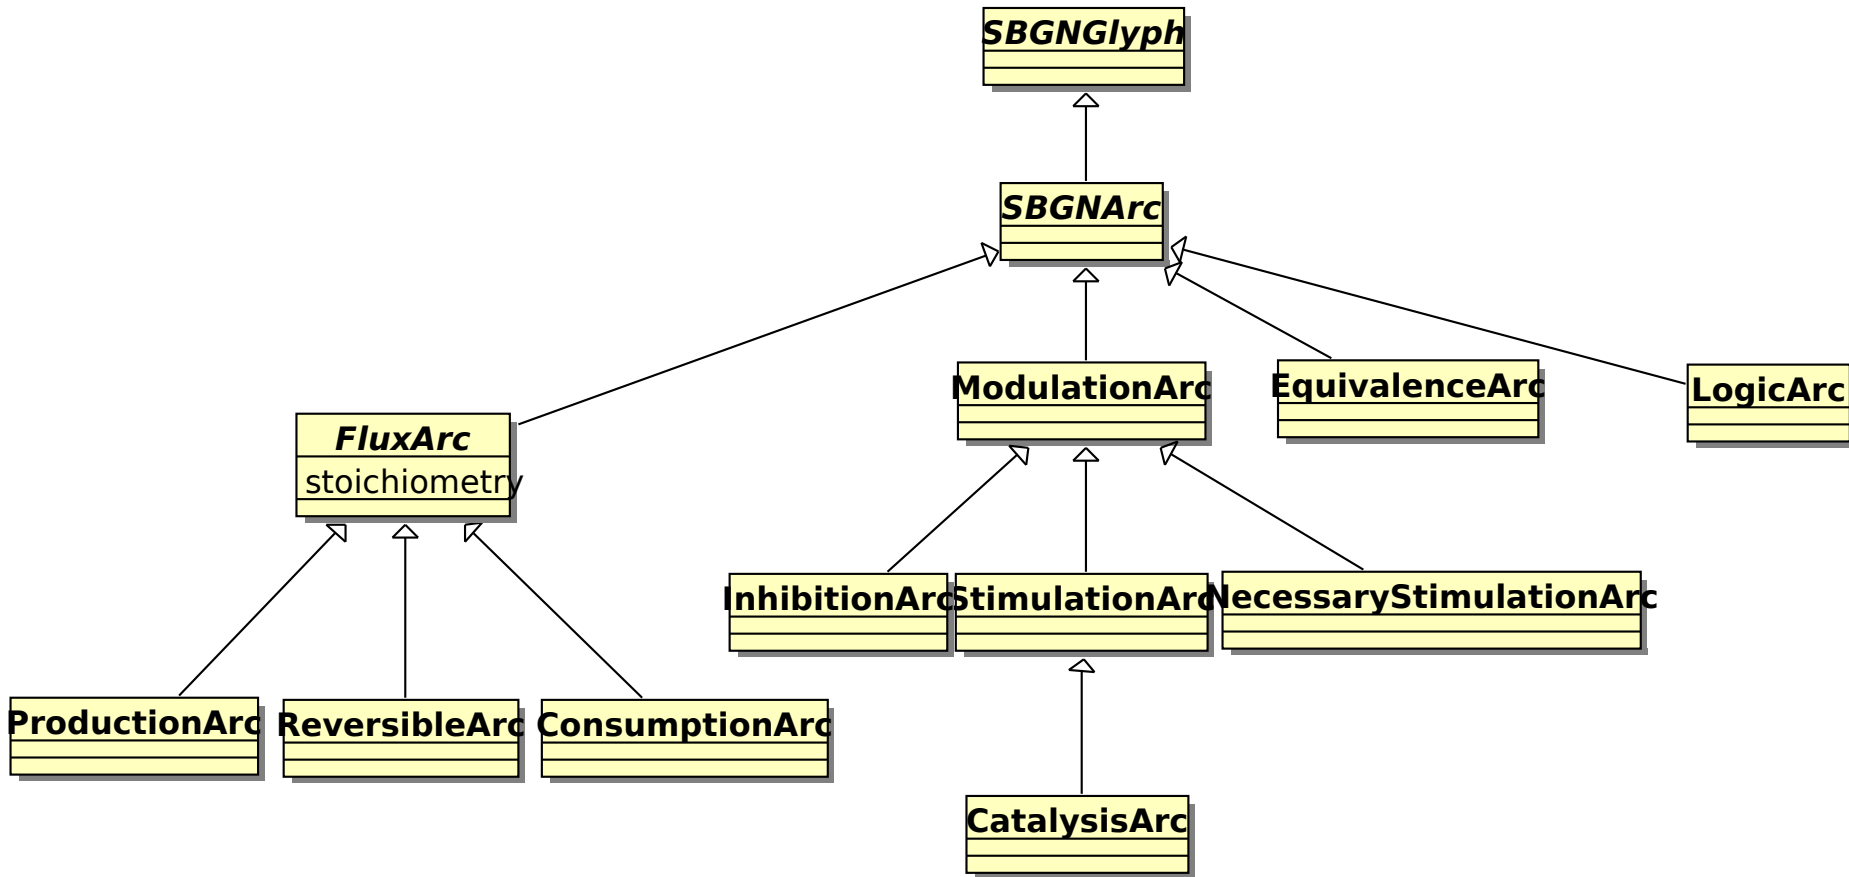 SBGNGlyph
SBGNArc
ModulationArc
EquivalenceArc
LogicArc
FluxArc
stoichiometry
InhibitionArc
StimulationArc
NecessaryStimulationArc
ProductionArc
ReversibleArc
ConsumptionArc
CatalysisArc